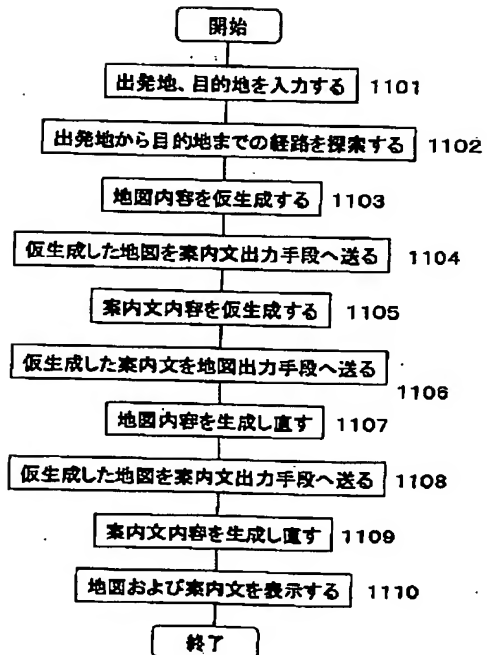 開始
出発地、目的地を入力する 1101
出発地から目的地までの経路を探索する 1102
地図内容を仮生成する 1103
仮生成した地図を案内文出力手段へ送る 1104
案内文内容を仮生成する 1105
仮生成した案内文を地図出力手段へ送る
1106
地図内容を生成し直す 1107
仮生成した地図を案内文出力手段へ送る 1108
案内文内容を生成し直す 1109
地図および案内文を表示する 1110
終了